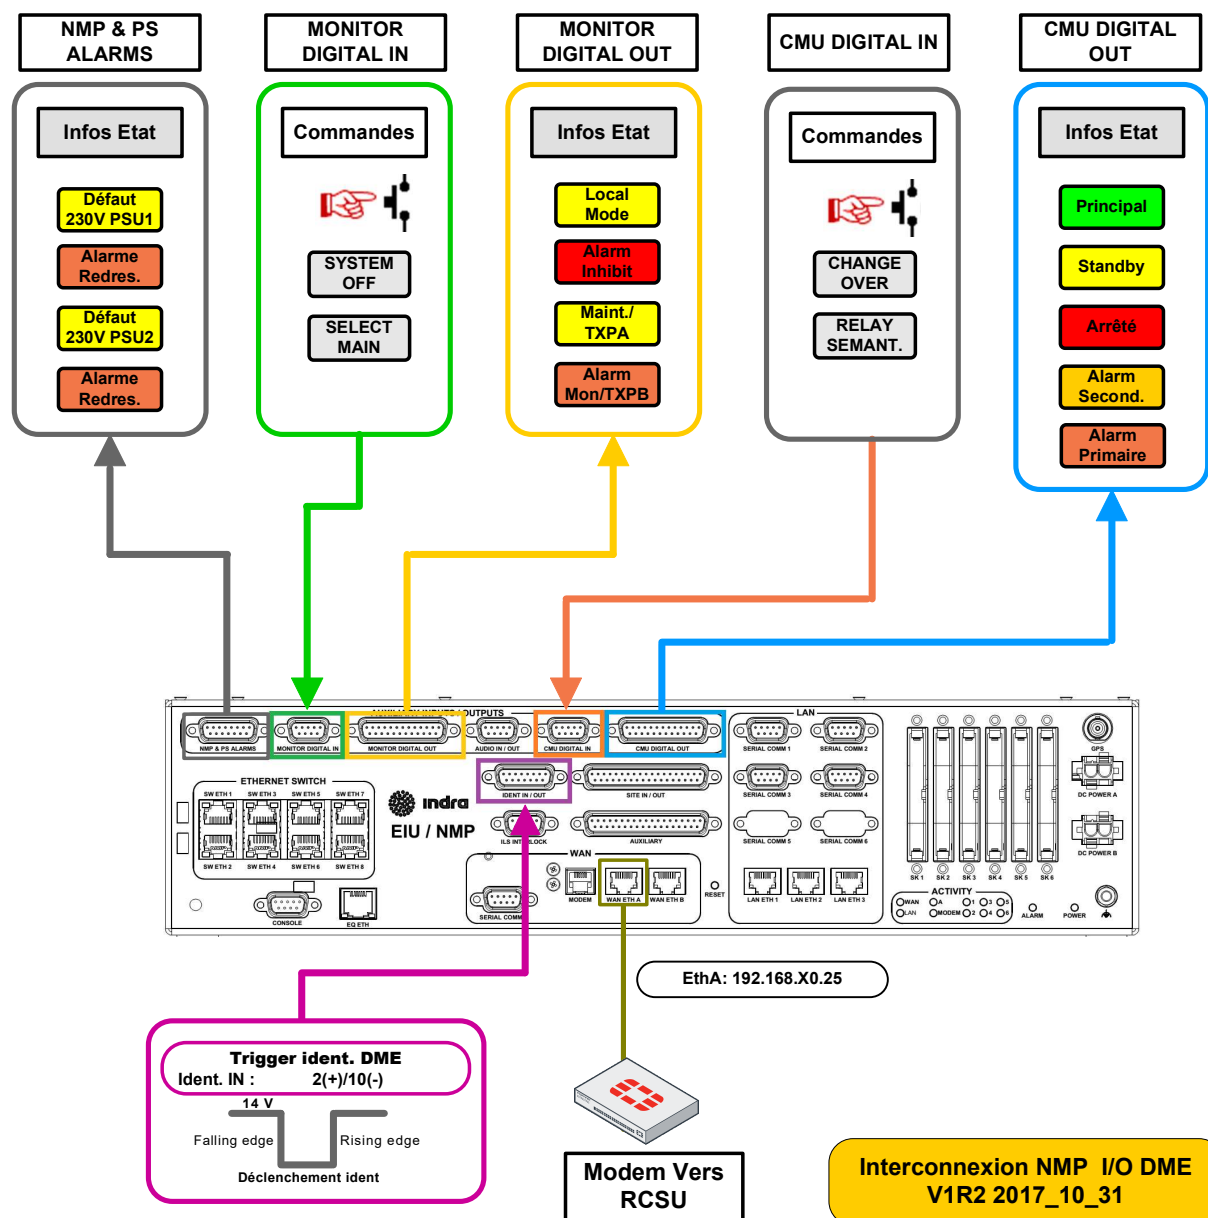 NMP & PS
ALARMS
MONITOR
DIGITAL IN
MONITOR
DIGITAL OUT
CMU DIGITAL IN
CMU DIGITAL
OUT
Infos Etat
Défaut
230V PSU1
Alarme
Redres.
Défaut
230V PSU2
Alarme
Redres.
Commandes
SYSTEM
OFF
SELECT
MAIN
Infos Etat
Local
Mode
Alarm
Inhibit
Maint./
TXPA
Alarm
Mon/TXPB
Commandes
CHANGE
OVER
RELAY
SEMANT.
Infos Etat
Principal
Standby
Arrêté
Alarm
Second.
Alarm
Primaire
AUXILIARY INPUTS / OUTPUTS
LAN
NMP & PS ALARMS
MONITOR DIGITAL IN
MONITOR DIGITAL OUT
AUDIO IN / OUT
CMU DIGITAL IN
CMU DIGITAL OUT
SERIAL COMM 1
SERIAL COMM 2
GPS
ETHERNET SWITCH
SW ETH 1
SW ETH 3
SW ETH 5
SW ETH 7
IDENT IN / OUT
SITE IN / OUT
SERIAL COMM 3
SERIAL COMM 4
DC POWER A
indra
EIU / NMP
ILS INTERLOCK
AUXILIARY
SERIAL COMM 5
SERIAL COMM 6
DC POWER B
SW ETH 2
SW ETH 4
SW ETH 6
SW ETH 8
WAN
SK 1
SK 2
SK 3
SK 4
SK 5
SK 6
CONSOLE
EQ ETH
SERIAL COMM
MODEM
WAN ETH A
WAN ETH B
RESET
LAN ETH 1
LAN ETH 2
LAN ETH 3
ACTIVITY
WAN
A
1
3
5
LAN
MODEM
2
4
6
ALARM
POWER
EthA: 192.168.X0.25
Trigger ident. DME
Ident. IN : 2(+)/10(-)
14 V
Falling edge
Rising edge
Déclenchement ident
Modem Vers
RCSU
Interconnexion NMP I/O DME
V1R2 2017_10_31